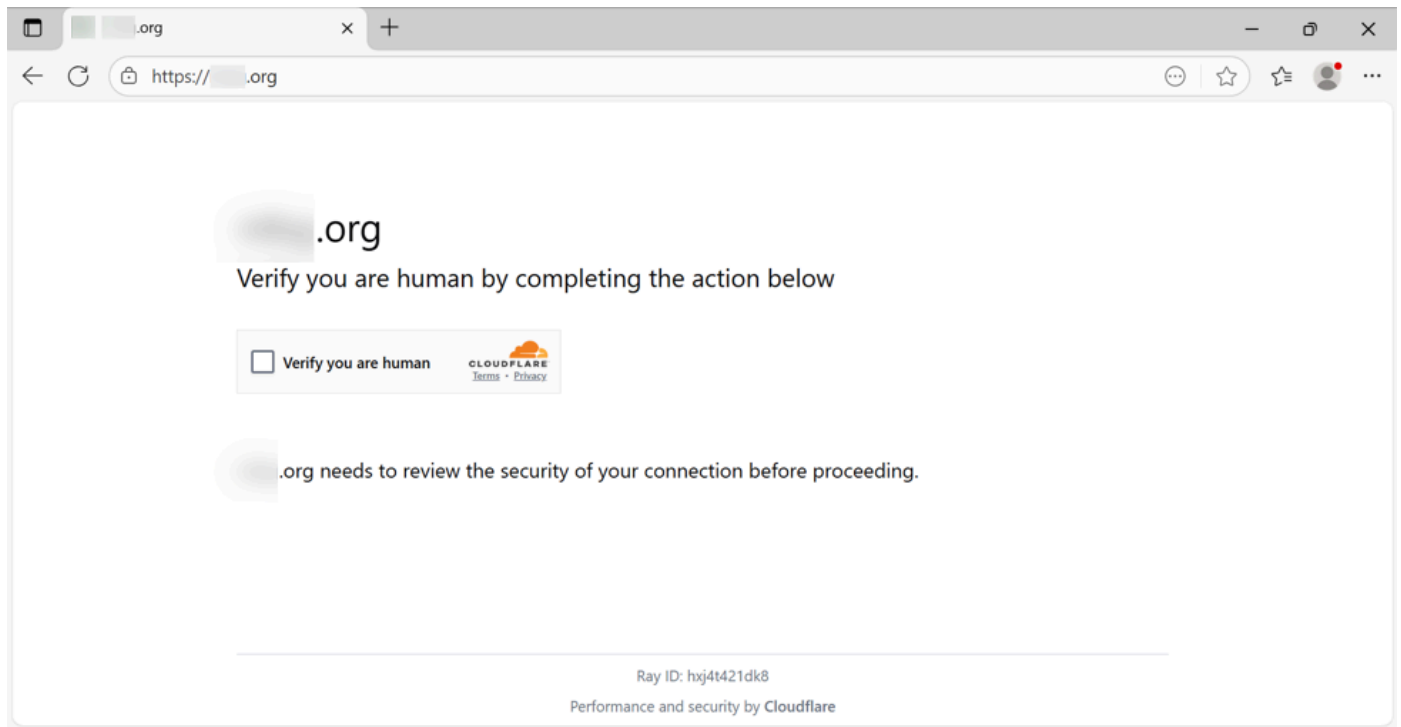 .org
https:// .org
.org
Verify you are human by completing the action below
Verify you are human
CLOUDFLARE
Terms • Privacy
.org needs to review the security of your connection before proceeding.
Ray ID: hxj4t421dk8
Performance and security by Cloudflare